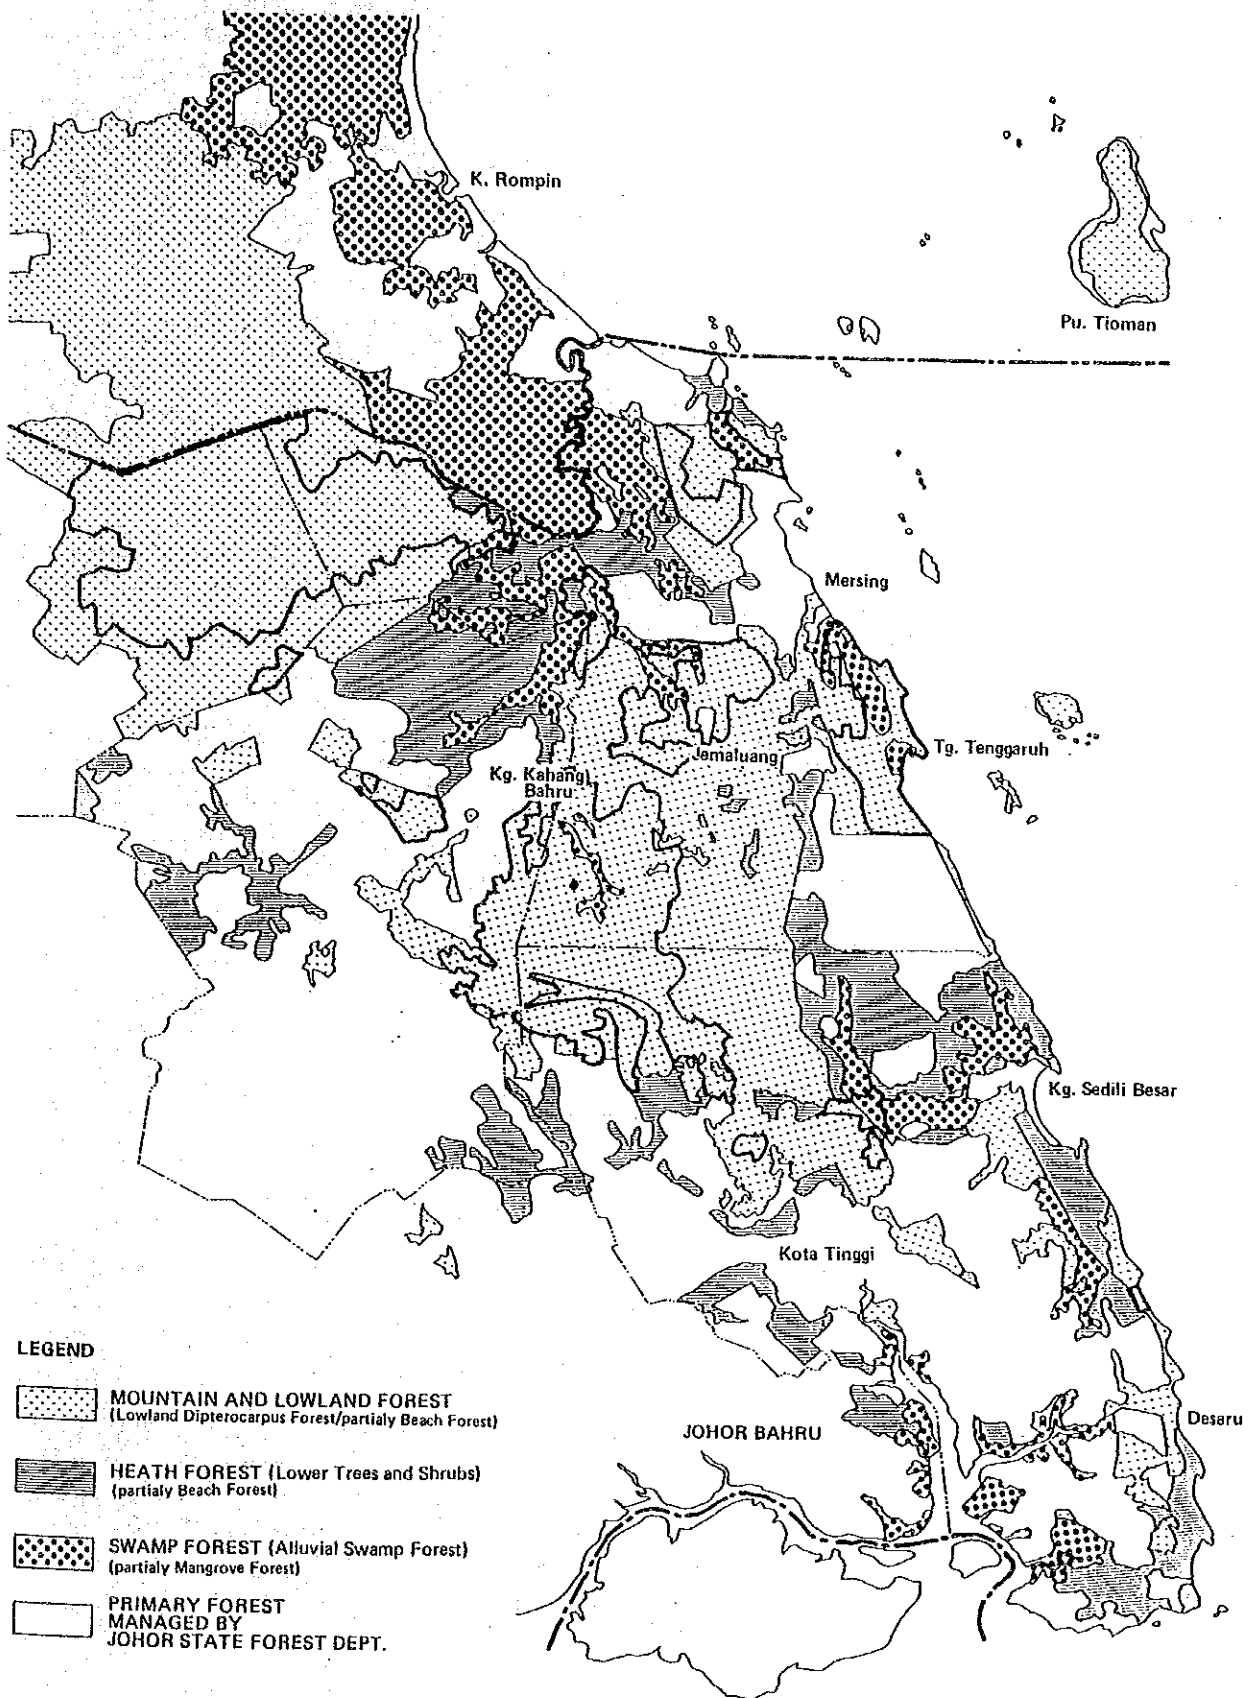 K. Rompin
Pu. Tioman
Mersing
Tg. Tenggaruh
Jamaluang
Kg. Kahang
Bahru
Kg. Sedili Besar
Kota Tinggi
JOHOR BAHRU
Desaru
LEGEND
MOUNTAIN AND LOWLAND FOREST
(Lowland Dipterocarpus Forest/partialy Beach Forest)
HEATH FOREST (Lower Trees and Shrubs)
(partialy Beach Forest)
SWAMP FOREST (Alluvial Swamp Forest)
(partialy Mangrove Forest)
PRIMARY FOREST
MANAGED BY
JOHOR STATE FOREST DEPT.